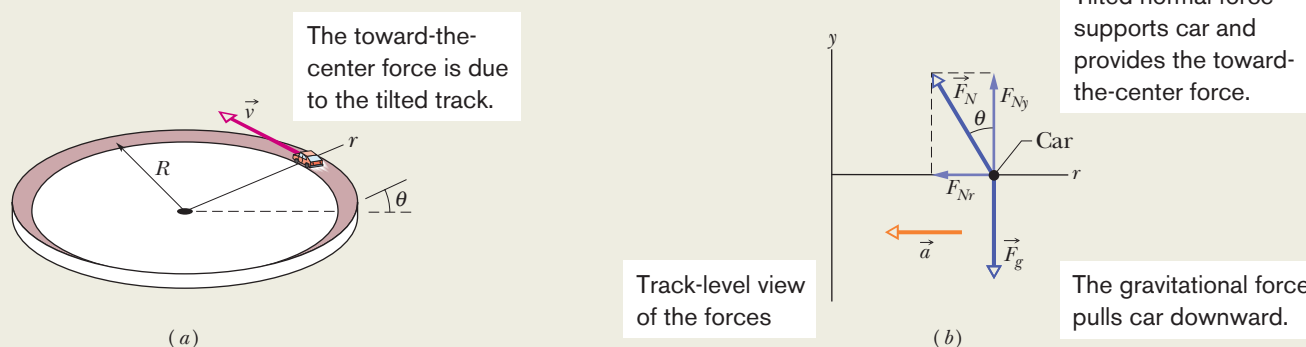 The toward-the-
center force is due
to the tilted track.
v
r
R
θ
(a)
Tilted normal force
supports car and
provides the toward-
the-center force.
y
F_N
F_Ny
θ
Car
r
F_Nr
a
F_g
Track-level view
of the forces
The gravitational force
pulls car downward.
(b)